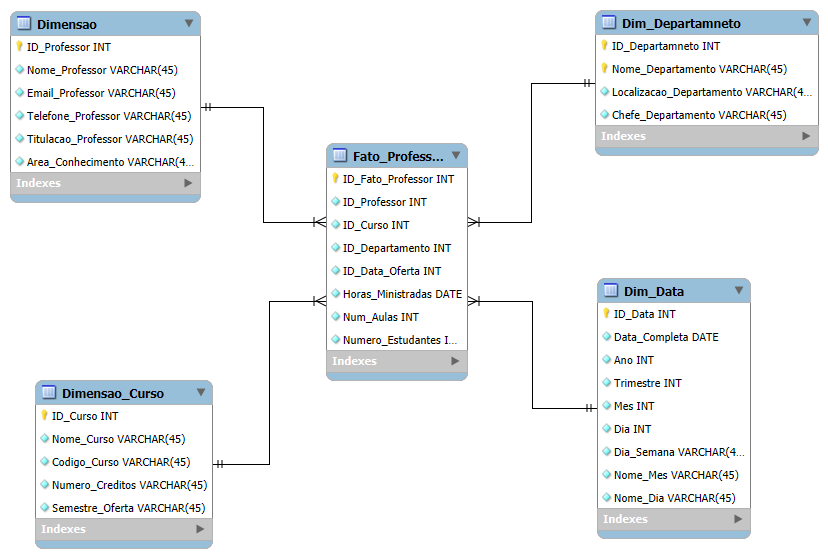 Dimensao
ID_Professor INT
Nome_Professor VARCHAR(45)
Email_Professor VARCHAR(45)
Telefone_Professor VARCHAR(45)
Titulacao_Professor VARCHAR(45)
Area_Conhecimento VARCHAR(4...
Indexes
Dim_Departamneto
ID_Departamneto INT
Nome_Departamento VARCHAR(45)
Localizacao_Departamento VARCHAR(4...
Chefe_Departamento VARCHAR(45)
Indexes
Fato_Profess...
ID_Fato_Professor INT
ID_Professor INT
ID_Curso INT
ID_Departamento INT
ID_Data_Oferta INT
Horas_Ministradas DATE
Num_Aulas INT
Numero_Estudantes I...
Indexes
Dimensao_Curso
ID_Curso INT
Nome_Curso VARCHAR(45)
Codigo_Curso VARCHAR(45)
Numero_Creditos VARCHAR(45)
Semestre_Oferta VARCHAR(45)
Indexes
Dim_Data
ID_Data INT
Data_Completa DATE
Ano INT
Trimestre INT
Mes INT
Dia INT
Dia_Semana VARCHAR(4...
Nome_Mes VARCHAR(45)
Nome_Dia VARCHAR(45)
Indexes